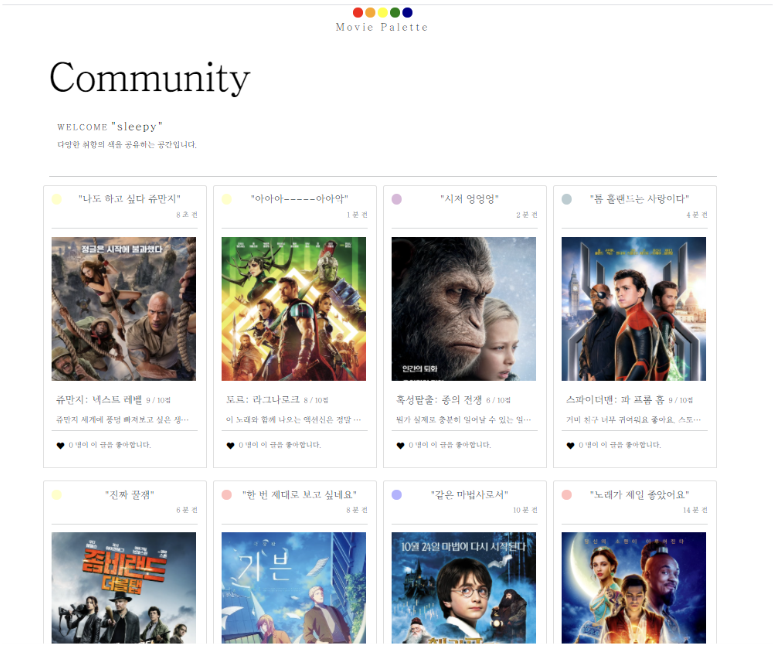 Movie Palette
Community
WELCOME "sleepy"
다양한 취향의 색을 공유하는 공간입니다.
"나도 하고 싶다 쥬만지"
8 초 전
정글은 시작에 불과했다
쥬만지: 넥스트 레벨 9 / 10점
쥬만지 세계에 풍덩 빠져보고 싶은 생…
0 명이 이 글을 좋아합니다.
"아아아-----아아악"
1 분 전
토르: 라그나로크 8 / 10점
이 노래와 함께 나오는 액션신은 정말 …
0 명이 이 글을 좋아합니다.
"시저 엉엉엉"
2 분 전
인간의 퇴화
혹성탈출: 종의 전쟁 6 / 10점
뭔가 실제로 충분히 일어날 수 있는 일…
0 명이 이 글을 좋아합니다.
"톰 홀랜드는 사랑이다"
4 분 전
스파이더맨: 파 프롬 홈 9 / 10점
거미 친구 너무 귀여워요 좋아요. 스토…
0 명이 이 글을 좋아합니다.
"진짜 꿀잼"
6 분 전
좀비랜드
더블 탭
"한 번 제대로 보고 싶네요"
8 분 전
기븐
"같은 마법사로서"
10 분 전
10월 24일 마법이 다시 시작된다
"노래가 제일 좋았어요"
14 분 전